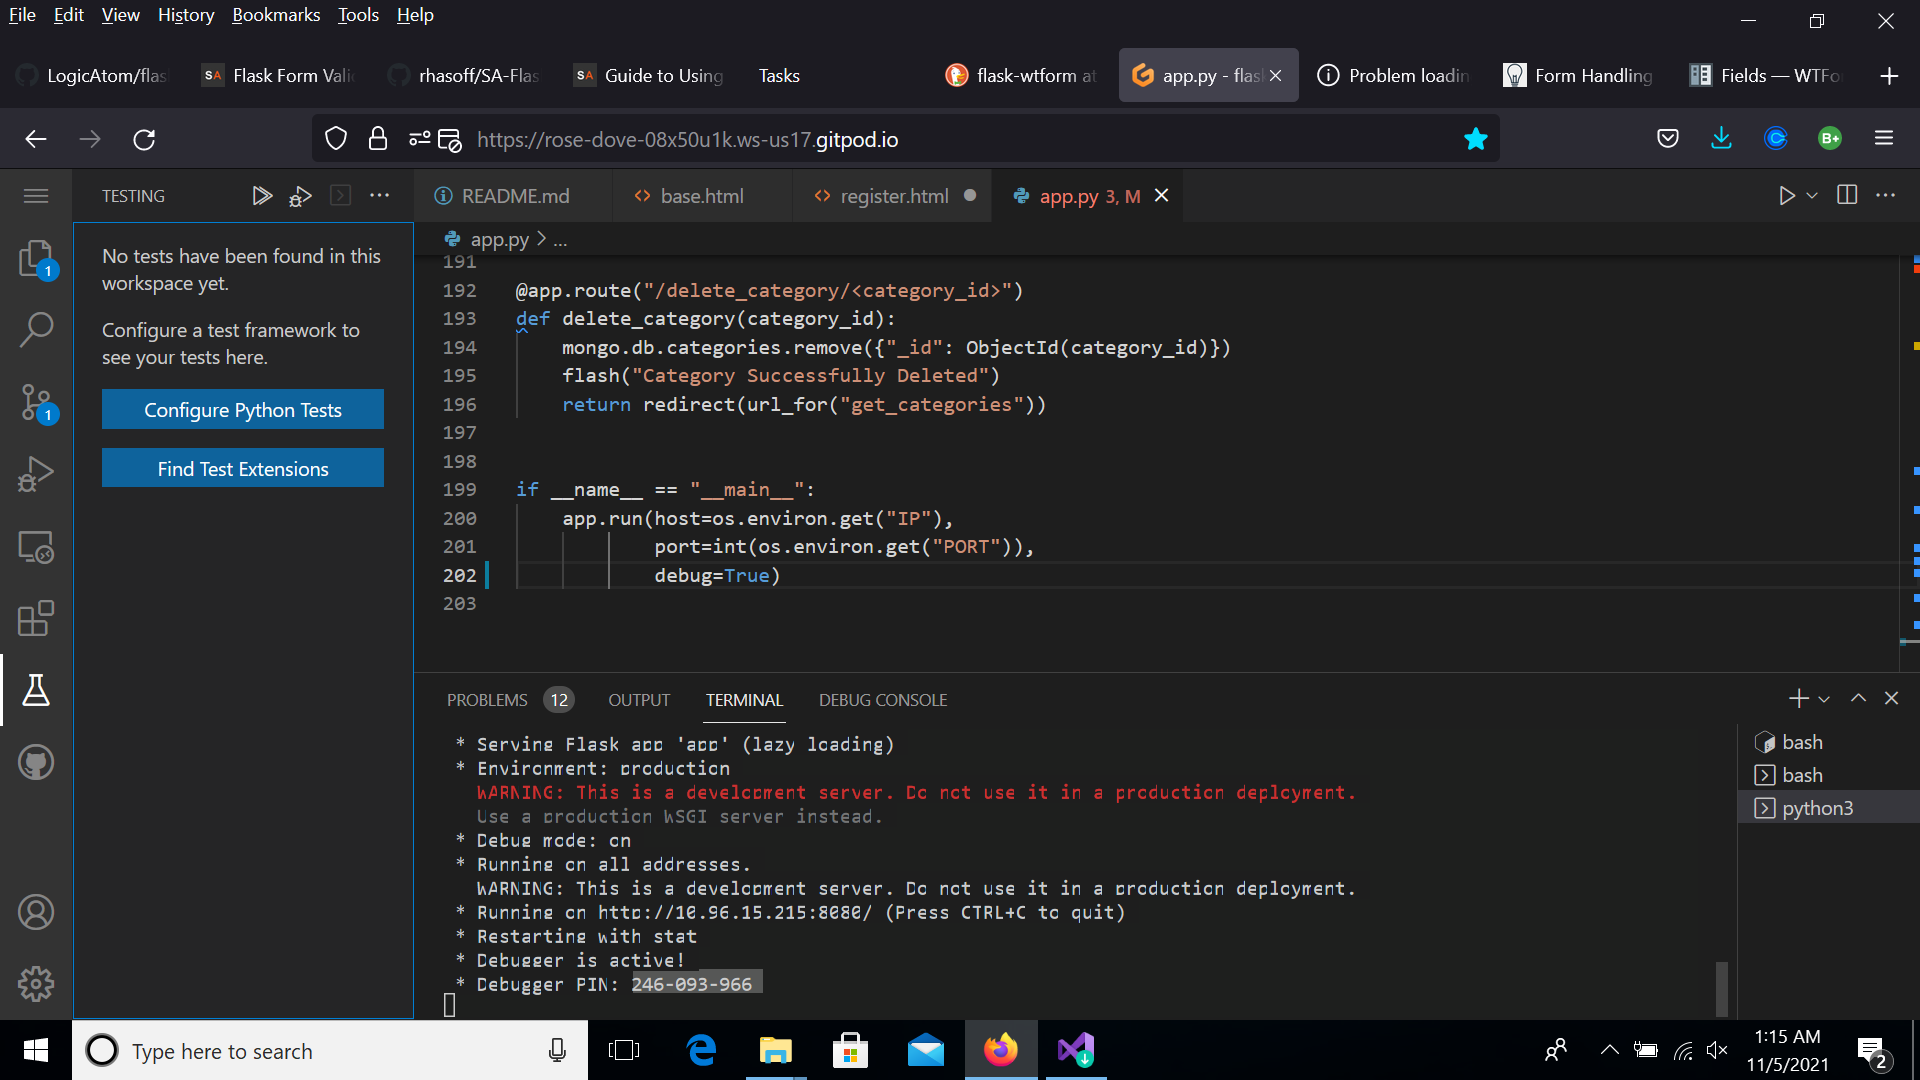 File Edit View History Bookmarks Tools Help
LogicAtom/flas
SA Flask Form Vali
rhasoff/SA-Flas
SA Guide to Using
Tasks
flask-wtform at
app.py - flask
Problem loadin
Form Handling
Fields — WTFo
https://rose-dove-08x50u1k.ws-us17.gitpod.io
B+
TESTING
README.md
base.html
register.html
app.py 3, M
app.py > ...
No tests have been found in this
workspace yet.
Configure a test framework to
see your tests here.
Configure Python Tests
Find Test Extensions
1
1
191
192 @app.route("/delete_category/<category_id>")
193 def delete_category(category_id):
194 mongo.db.categories.remove({"_id": ObjectId(category_id)})
195 flash("Category Successfully Deleted")
196 return redirect(url_for("get_categories"))
197
198
199 if __name__ == "__main__":
200 app.run(host=os.environ.get("IP"),
201 port=int(os.environ.get("PORT")),
202 debug=True)
203
PROBLEMS 12 OUTPUT TERMINAL DEBUG CONSOLE
* Serving Flask app 'app' (lazy loading)
* Environment: production
WARNING: This is a development server. Do not use it in a production deployment.
Use a production WSGI server instead.
* Debug mode: on
* Running on all addresses.
WARNING: This is a development server. Do not use it in a production deployment.
* Running on http://10.96.15.215:8080/ (Press CTRL+C to quit)
* Restarting with stat
* Debugger is active!
* Debugger PIN: 246-093-966
bash
bash
python3
Type here to search
1:15 AM
11/5/2021
2